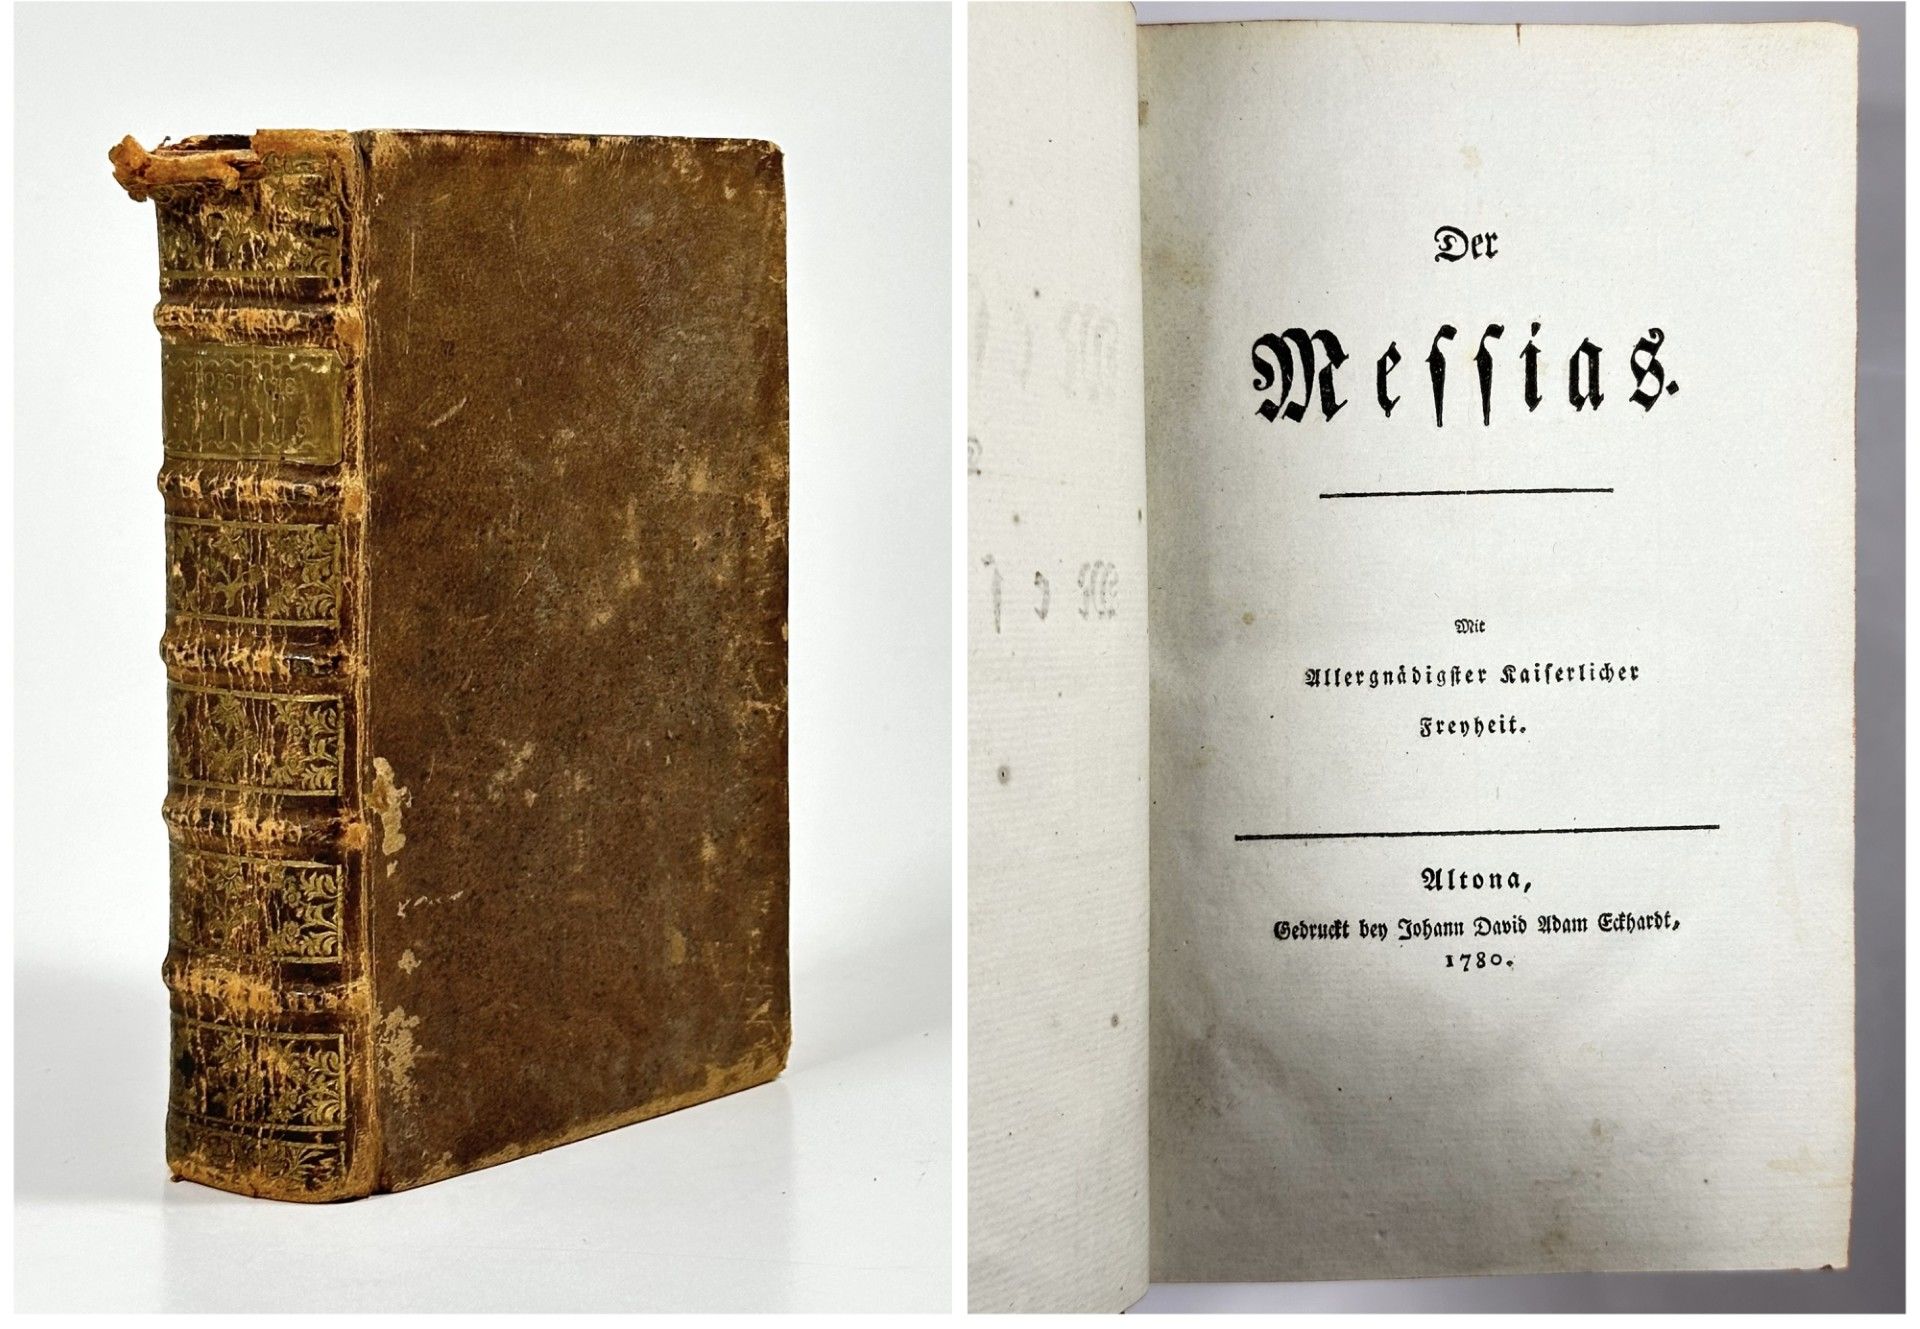 Der
Messias.
Mit
Allergnädigster Kaiserlicher
Freyheit.
Altona,
Gedruckt bey Johann David Adam Eckhardt,
1780.